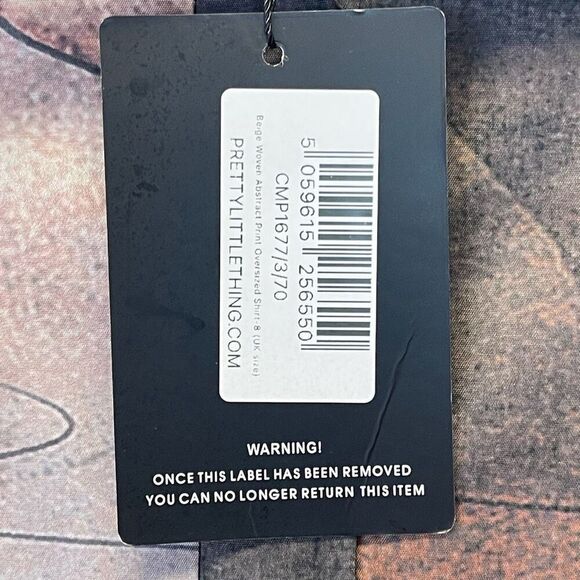 5 059615 256550
CMP1677/3/70
Beige Woven Abstract Print Oversized Shirt-8 (UK size)
PRETTYLITTLETHING.COM
WARNING!
ONCE THIS LABEL HAS BEEN REMOVED
YOU CAN NO LONGER RETURN THIS ITEM